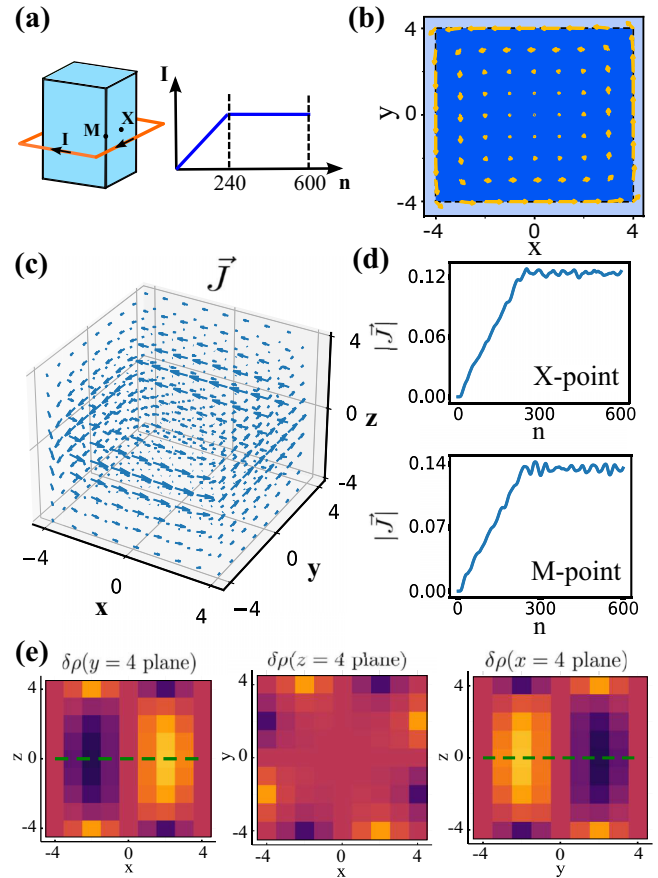 (a)
I
M
X
I
240
600
n
(b)
4
y
0
-4
-4
0
x
4
(c)
J⃗
4
0
z
-4
-4
0
x
4
-4
0
y
4
(d)
0.12
0.06
0.00
|J⃗|
X-point
0
300
600
n
0.14
0.07
0.00
|J⃗|
M-point
0
300
600
n
(e)
δρ(y = 4 plane)
4
z
0
-4
-4
0
4
x
δρ(z = 4 plane)
4
y
0
-4
-4
0
4
x
δρ(x = 4 plane)
4
z
0
-4
-4
0
4
y